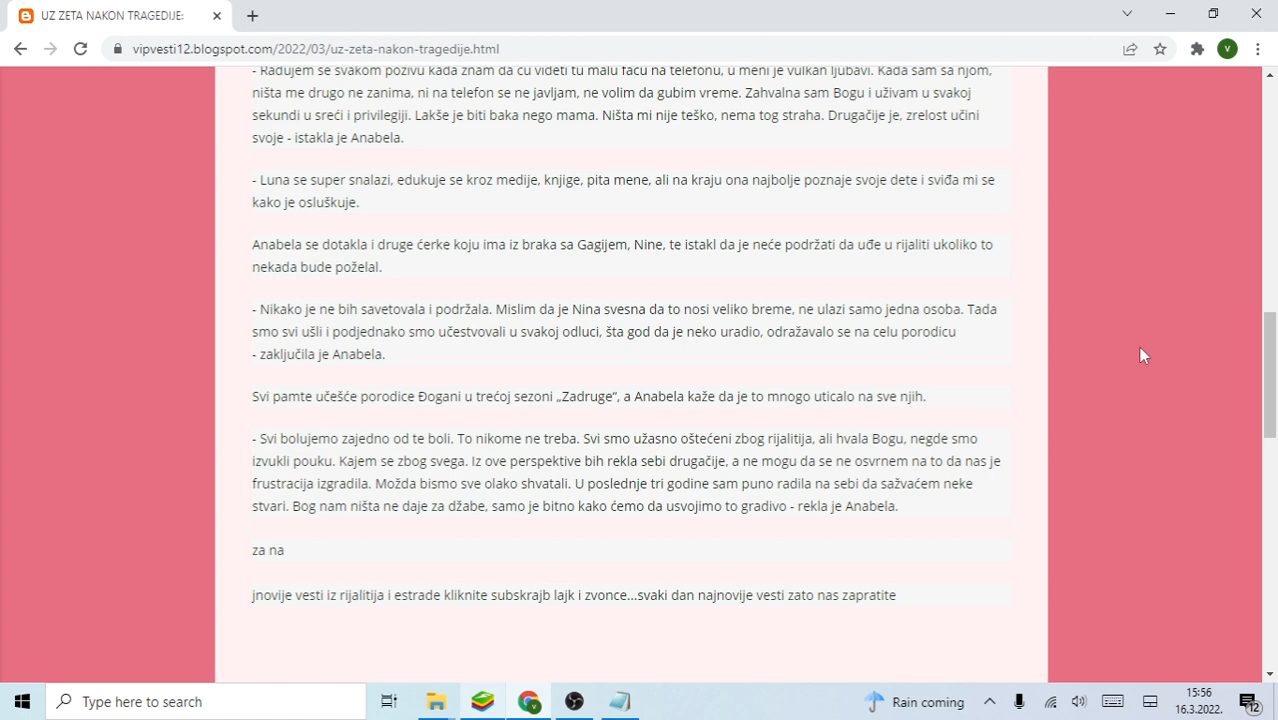 UZ ZETA NAKON TRAGEDIJE:
vipvesti12.blogspot.com/2022/03/uz-zeta-nakon-tragedije.html
V
- Radujem se svakom pozivu kada znam da ću videti tu malu facu na telefonu, u meni je vulkan ljubavi. Kada sam sa njom,
ništa me drugo ne zanima, ni na telefon se ne javljam, ne volim da gubim vreme. Zahvalna sam Bogu i uživam u svakoj
sekundi u sreći i privilegiji. Lakše je biti baka nego mama. Ništa mi nije teško, nema tog straha. Drugačije je, zrelost učini
svoje - istakla je Anabela.
- Luna se super snalazi, edukuje se kroz medije, knjige, pita mene, ali na kraju ona najbolje poznaje svoje dete i sviđa mi se
kako je osluškuje.
Anabela se dotakla i druge ćerke koju ima iz braka sa Gagijem, Nine, te istakl da je neće podržati da uđe u rijaliti ukoliko to
nekada bude poželal.
- Nikako je ne bih savetovala i podržala. Mislim da je Nina svesna da to nosi veliko breme, ne ulazi samo jedna osoba. Tada
smo svi ušli i podjednako smo učestvovali u svakoj odluci, šta god da je neko uradio, odražavalo se na celu porodicu
- zaključila je Anabela.
Svi pamte učešće porodice Đogani u trećoj sezoni „Zadruge“, a Anabela kaže da je to mnogo uticalo na sve njih.
- Svi bolujemo zajedno od te boli. To nikome ne treba. Svi smo užasno oštećeni zbog rijalitija, ali hvala Bogu, negde smo
izvukli pouku. Kajem se zbog svega. Iz ove perspektive bih rekla sebi drugačije, a ne mogu da se ne osvrnem na to da nas je
frustracija izgradila. Možda bismo sve olako shvatali. U poslednje tri godine sam puno radila na sebi da sažvaćem neke
stvari. Bog nam ništa ne daje za džabe, samo je bitno kako ćemo da usvojimo to gradivo - rekla je Anabela.
za na
jnovije vesti iz rijalitija i estrade kliknite subskrajb lajk i zvonce...svaki dan najnovije vesti zato nas zapratite
Type here to search
Rain coming
15:56
16.3.2022.
12